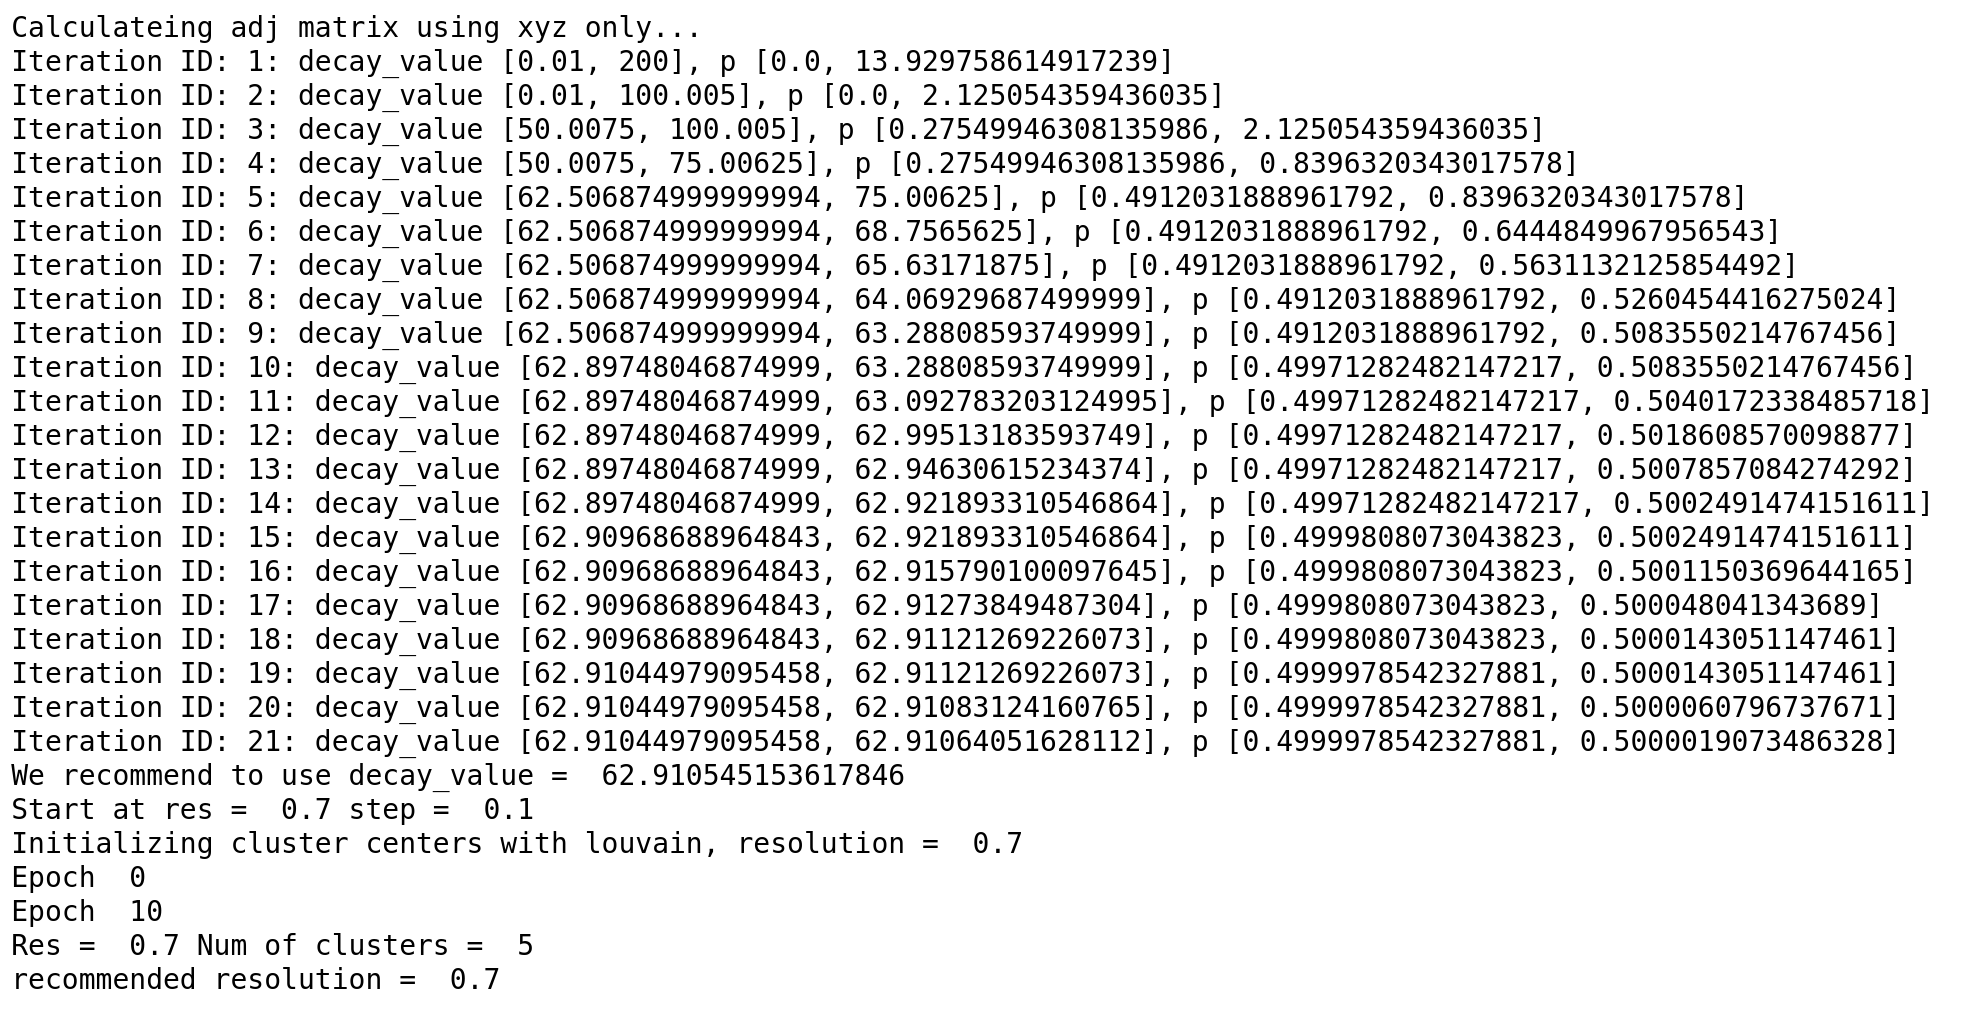 Calculateing adj matrix using xyz only...
Iteration ID: 1: decay_value [0.01, 200], p [0.0, 13.929758614917239]
Iteration ID: 2: decay_value [0.01, 100.005], p [0.0, 2.125054359436035]
Iteration ID: 3: decay_value [50.0075, 100.005], p [0.27549946308135986, 2.125054359436035]
Iteration ID: 4: decay_value [50.0075, 75.00625], p [0.27549946308135986, 0.8396320343017578]
Iteration ID: 5: decay_value [62.506874999999994, 75.00625], p [0.4912031888961792, 0.8396320343017578]
Iteration ID: 6: decay_value [62.506874999999994, 68.7565625], p [0.4912031888961792, 0.6444849967956543]
Iteration ID: 7: decay_value [62.506874999999994, 65.63171875], p [0.4912031888961792, 0.5631132125854492]
Iteration ID: 8: decay_value [62.506874999999994, 64.06929687499999], p [0.4912031888961792, 0.5260454416275024]
Iteration ID: 9: decay_value [62.506874999999994, 63.28808593749999], p [0.4912031888961792, 0.5083550214767456]
Iteration ID: 10: decay_value [62.89748046874999, 63.28808593749999], p [0.49971282482147217, 0.5083550214767456]
Iteration ID: 11: decay_value [62.89748046874999, 63.092783203124995], p [0.49971282482147217, 0.5040172338485718]
Iteration ID: 12: decay_value [62.89748046874999, 62.99513183593749], p [0.49971282482147217, 0.5018608570098877]
Iteration ID: 13: decay_value [62.89748046874999, 62.94630615234374], p [0.49971282482147217, 0.5007857084274292]
Iteration ID: 14: decay_value [62.89748046874999, 62.921893310546864], p [0.49971282482147217, 0.5002491474151611]
Iteration ID: 15: decay_value [62.90968688964843, 62.921893310546864], p [0.4999808073043823, 0.5002491474151611]
Iteration ID: 16: decay_value [62.90968688964843, 62.915790100097645], p [0.4999808073043823, 0.5001150369644165]
Iteration ID: 17: decay_value [62.90968688964843, 62.91273849487304], p [0.4999808073043823, 0.500048041343689]
Iteration ID: 18: decay_value [62.90968688964843, 62.91121269226073], p [0.4999808073043823, 0.5000143051147461]
Iteration ID: 19: decay_value [62.91044979095458, 62.91121269226073], p [0.4999978542327881, 0.5000143051147461]
Iteration ID: 20: decay_value [62.91044979095458, 62.91083124160765], p [0.4999978542327881, 0.5000060796737671]
Iteration ID: 21: decay_value [62.91044979095458, 62.91064051628112], p [0.4999978542327881, 0.5000019073486328]
We recommend to use decay_value =  62.910545153617846
Start at res =  0.7 step =  0.1
Initializing cluster centers with louvain, resolution =  0.7
Epoch  0
Epoch  10
Res =  0.7 Num of clusters =  5
recommended resolution =  0.7